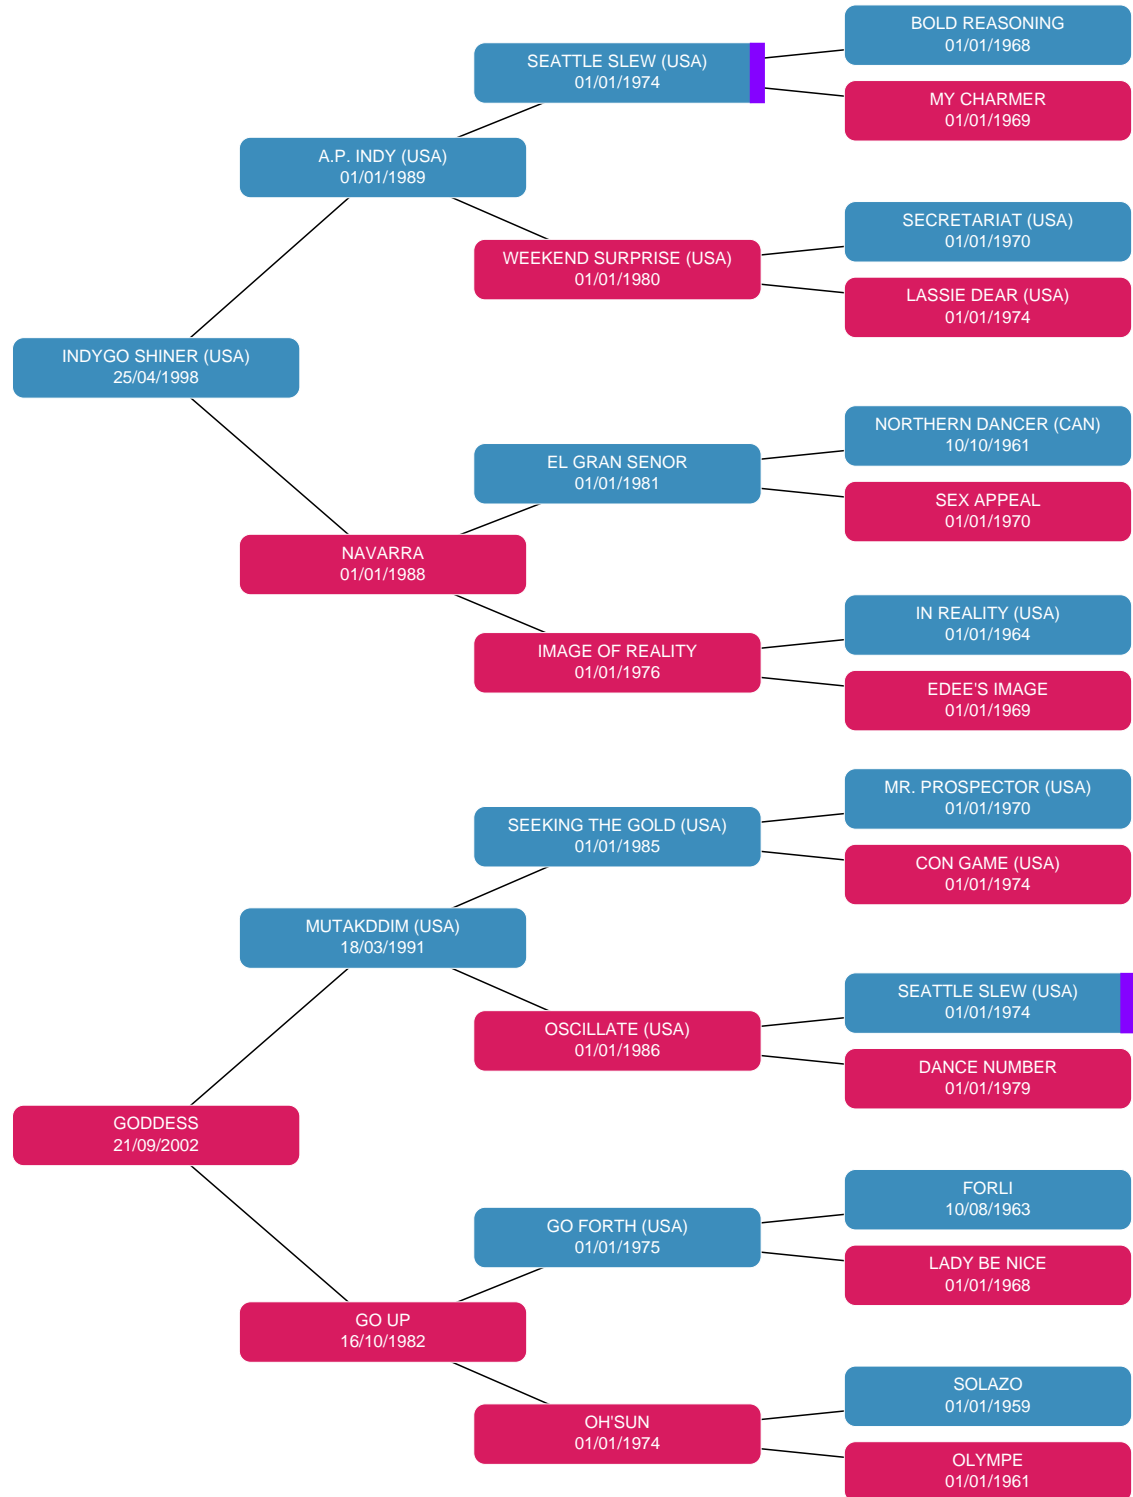 BOLD REASONING
01/01/1968
SEATTLE SLEW (USA)
01/01/1974
MY CHARMER
01/01/1969
A.P. INDY (USA)
01/01/1989
SECRETARIAT (USA)
01/01/1970
WEEKEND SURPRISE (USA)
01/01/1980
LASSIE DEAR (USA)
01/01/1974
INDYGO SHINER (USA)
25/04/1998
NORTHERN DANCER (CAN)
10/10/1961
EL GRAN SENOR
01/01/1981
SEX APPEAL
01/01/1970
NAVARRA
01/01/1988
IN REALITY (USA)
01/01/1964
IMAGE OF REALITY
01/01/1976
EDEE'S IMAGE
01/01/1969
MR. PROSPECTOR (USA)
01/01/1970
SEEKING THE GOLD (USA)
01/01/1985
CON GAME (USA)
01/01/1974
MUTAKDDIM (USA)
18/03/1991
SEATTLE SLEW (USA)
01/01/1974
OSCILLATE (USA)
01/01/1986
DANCE NUMBER
01/01/1979
GODDESS
21/09/2002
FORLI
10/08/1963
GO FORTH (USA)
01/01/1975
LADY BE NICE
01/01/1968
GO UP
16/10/1982
SOLAZO
01/01/1959
OH'SUN
01/01/1974
OLYMPE
01/01/1961